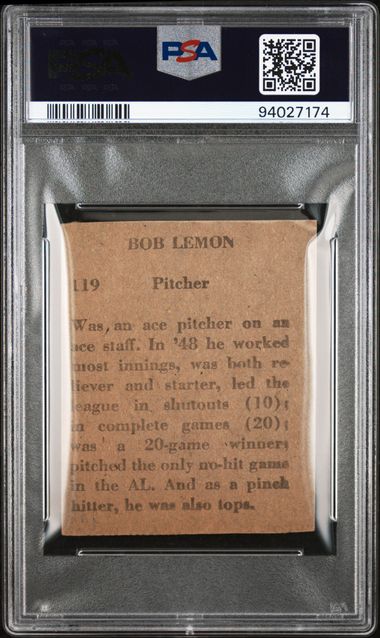 PSA
94027174
BOB LEMON
119 Pitcher
Was, an ace pitcher on an
ace staff. In '48 he worked
most innings, was both re-
liever and starter, led the
league in shutouts (10);
in complete games (20);
was a 20-game winner;
pitched the only no-hit game
in the AL. And as a pinch
hitter, he was also tops.